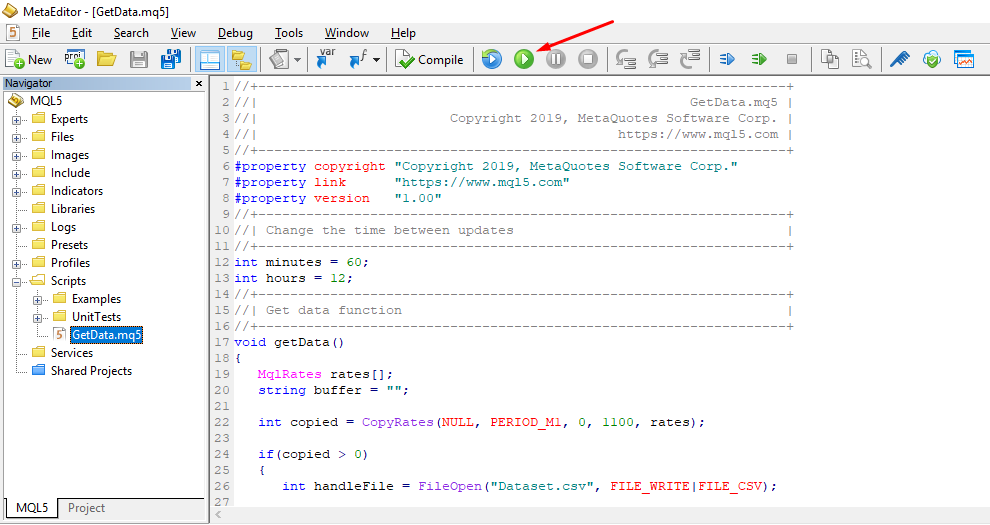 MetaEditor - [GetData.mq5]
File Edit Search View Debug Tools Window Help
New Compile
Navigator
MQL5
Experts
Files
Images
Include
Indicators
Libraries
Logs
Presets
Profiles
Scripts
Examples
UnitTests
GetData.mq5
Services
Shared Projects
MQL5 Project
1 //+------------------------------------------------------------------+
2 //| GetData.mq5 |
3 //| Copyright 2019, MetaQuotes Software Corp. |
4 //| https://www.mql5.com |
5 //+------------------------------------------------------------------+
6 #property copyright "Copyright 2019, MetaQuotes Software Corp."
7 #property link "https://www.mql5.com"
8 #property version "1.00"
9 //+------------------------------------------------------------------+
10 //| Change the time between updates |
11 //+------------------------------------------------------------------+
12 int minutes = 60;
13 int hours = 12;
14 //+------------------------------------------------------------------+
15 //| Get data function |
16 //+------------------------------------------------------------------+
17 void getData()
18 {
19 MqlRates rates[];
20 string buffer = "";
21
22 int copied = CopyRates(NULL, PERIOD_M1, 0, 1100, rates);
23
24 if(copied > 0)
25 {
26 int handleFile = FileOpen("Dataset.csv", FILE_WRITE|FILE_CSV);
27